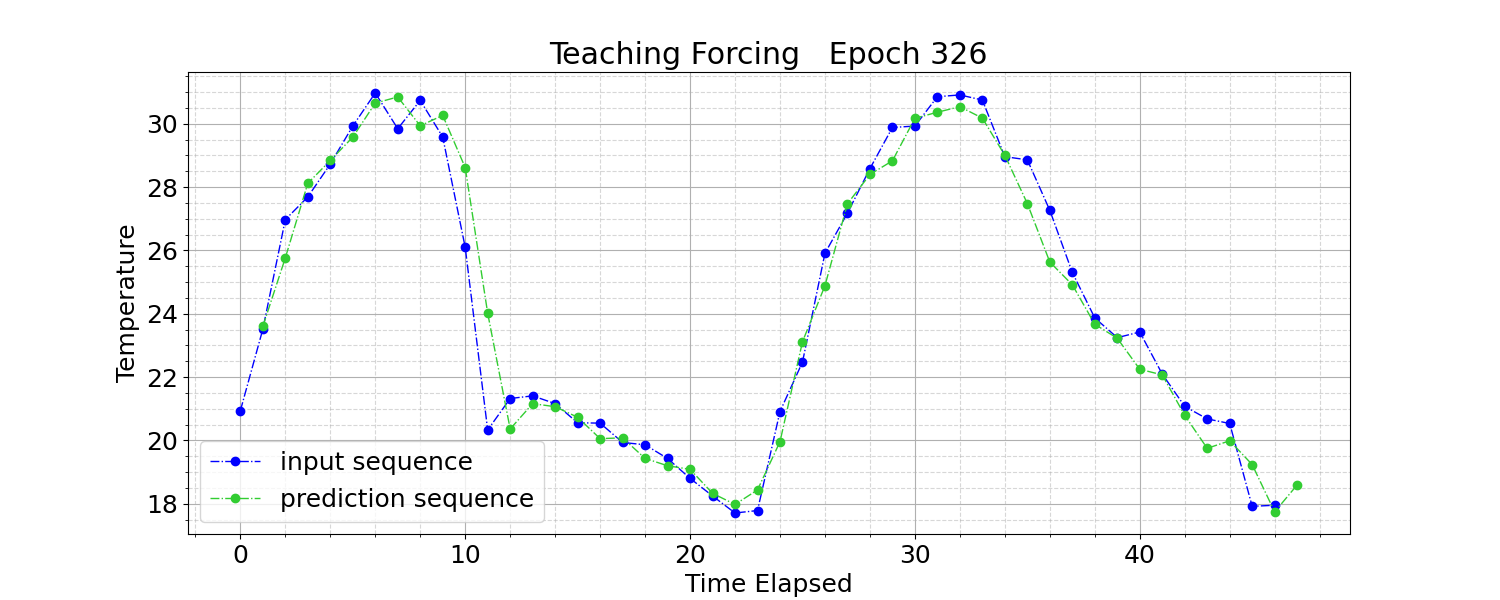 Teaching Forcing   Epoch 326
Temperature
30
28
26
24
22
20
18
input sequence
prediction sequence
0 10 20 30 40
Time Elapsed